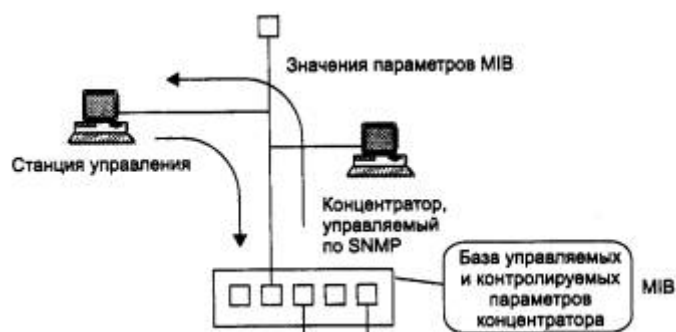 Значения параметров MIB
Станция управления
Концентратор,
управляемый
по SNMP
База управляемых
и контролируемых
параметров
концентратора
MIB